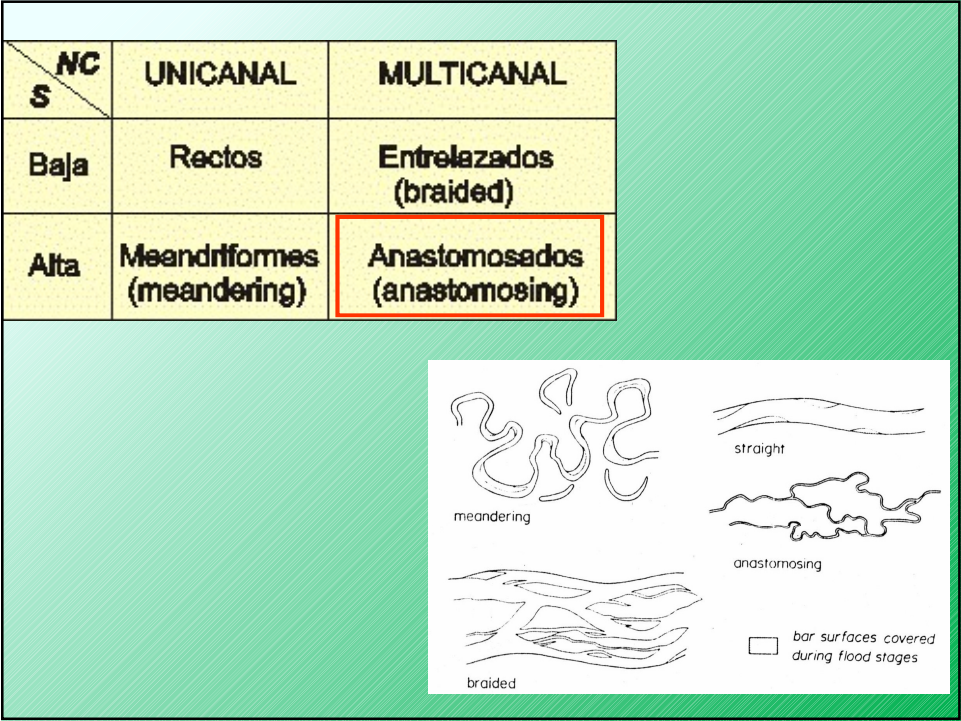 NC
S
UNICANAL
MULTICANAL
Baja
Rectos
Entrelazados
(braided)
Alta
Meandriformes
(meandering)
Anastomosados
(anastomosing)
meandering
straight
anastomosing
braided
bar surfaces covered
during flood stages